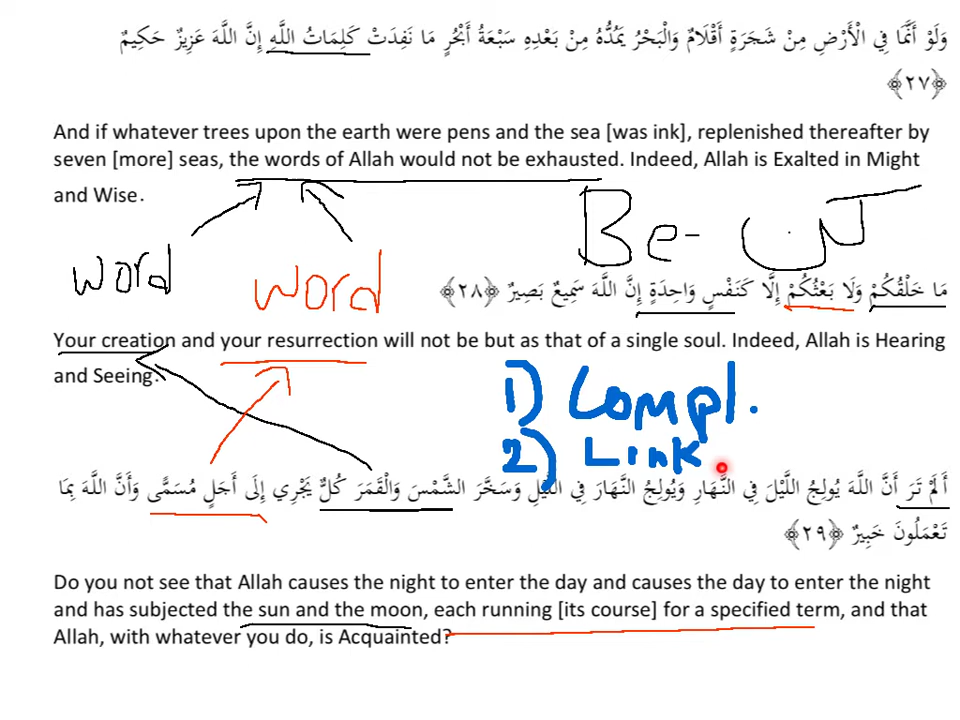 وَلَوْ أَنَّمَا فِي الْأَرْضِ مِنْ شَجَرَةٍ أَقْلَامٌ وَالْبَحْرُ يَمُدُّهُ مِنْ بَعْدِهِ سَبْعَةُ أَبْحُرٍ مَا نَفِدَتْ كَلِمَاتُ اللَّهِ إِنَّ اللَّهَ عَزِيزٌ حَكِيمٌ
﴿٢٧﴾
And if whatever trees upon the earth were pens and the sea [was ink], replenished thereafter by
seven [more] seas, the words of Allah would not be exhausted. Indeed, Allah is Exalted in Might
and Wise.
Be- كن
word word
مَا خَلْقُكُمْ وَلَا بَعْثُكُمْ إِلَّا كَنَفْسٍ وَاحِدَةٍ إِنَّ اللَّهَ سَمِيعٌ بَصِيرٌ ﴿٢٨﴾
Your creation and your resurrection will not be but as that of a single soul. Indeed, Allah is Hearing
and Seeing.
1) Compl.
2) Link
أَلَمْ تَرَ أَنَّ اللَّهَ يُولِجُ اللَّيْلَ فِي النَّهَارِ وَيُولِجُ النَّهَارَ فِي اللَّيْلِ وَسَخَّرَ الشَّمْسَ وَالْقَمَرَ كُلٌّ يَجْرِي إِلَى أَجَلٍ مُسَمًّى وَأَنَّ اللَّهَ بِمَا
تَعْمَلُونَ خَبِيرٌ ﴿٢٩﴾
Do you not see that Allah causes the night to enter the day and causes the day to enter the night
and has subjected the sun and the moon, each running [its course] for a specified term, and that
Allah, with whatever you do, is Acquainted?